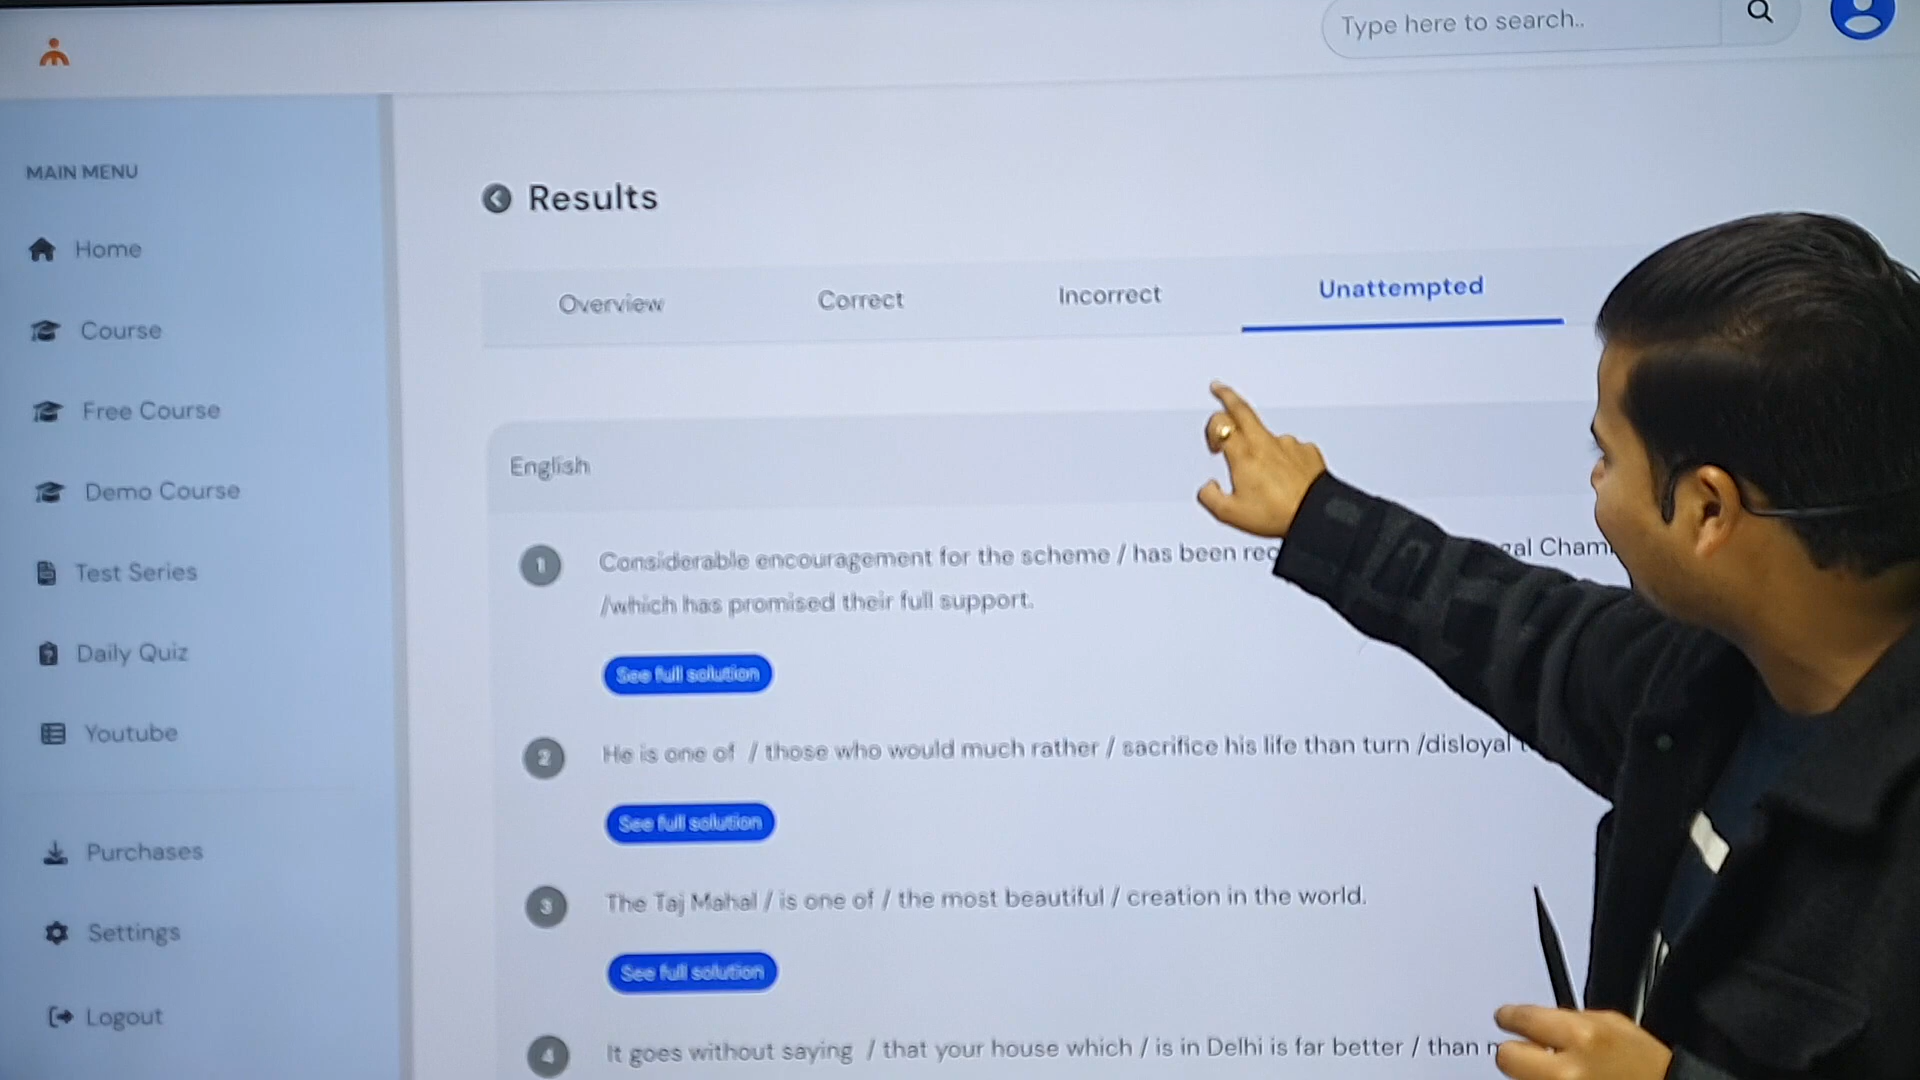 Type here to search..
MAIN MENU
Home
Course
Free Course
Demo Course
Test Series
Daily Quiz
Youtube
Purchases
Settings
Logout
Results
Overview
Correct
Incorrect
Unattempted
English
1
Considerable encouragement for the scheme / has been
/which has promised their full support.
See full solution
2
He is one of / those who would much rather / sacrifice his life than turn /disloyal
See full solution
3
The Taj Mahal / is one of / the most beautiful / creation in the world.
See full solution
4
It goes without saying / that your house which / is in Delhi is far better / than